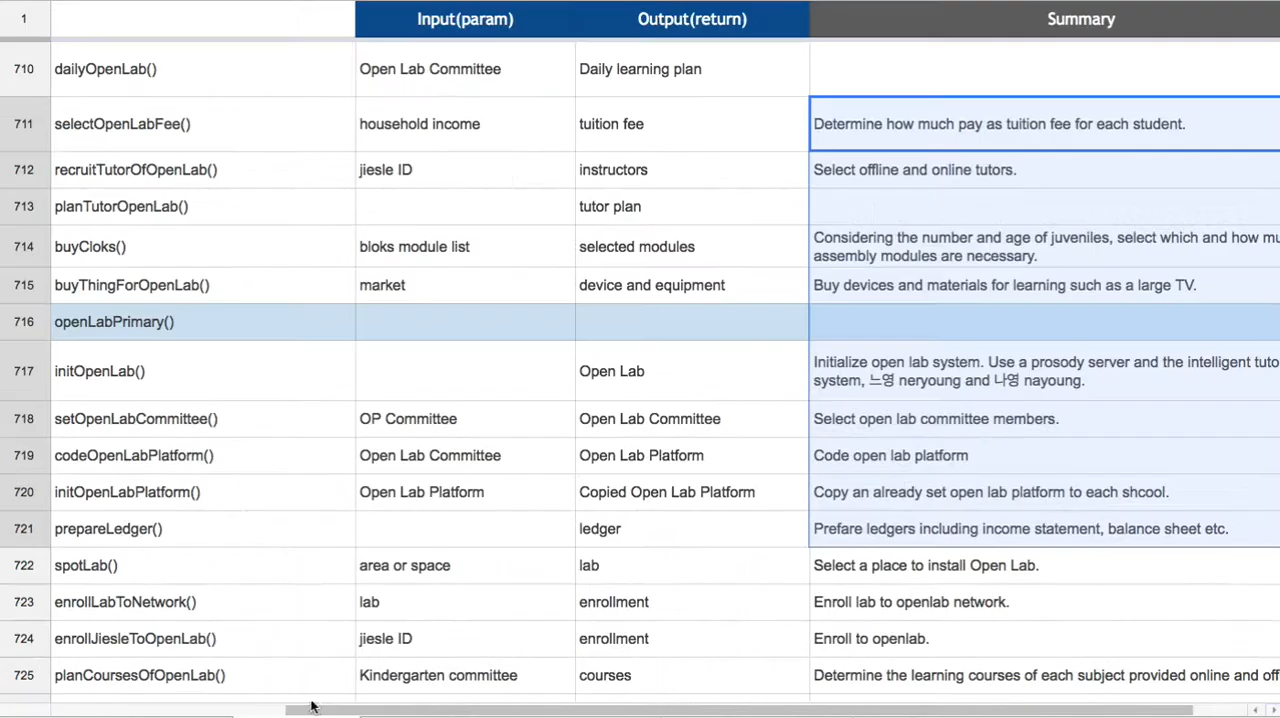 1 Input(param) Output(return) Summary
710 dailyOpenLab() Open Lab Committee Daily learning plan
711 selectOpenLabFee() household income tuition fee Determine how much pay as tuition fee for each student.
712 recruitTutorOfOpenLab() jiesle ID instructors Select offline and online tutors.
713 planTutorOpenLab() tutor plan
714 buyCloks() bloks module list selected modules Considering the number and age of juveniles, select which and how mu
assembly modules are necessary.
715 buyThingForOpenLab() market device and equipment Buy devices and materials for learning such as a large TV.
716 openLabPrimary()
717 initOpenLab() Open Lab Initialize open lab system. Use a prosody server and the intelligent tuto
system, 느영 neryoung and 나영 nayoung.
718 setOpenLabCommittee() OP Committee Open Lab Committee Select open lab committee members.
719 codeOpenLabPlatform() Open Lab Committee Open Lab Platform Code open lab platform
720 initOpenLabPlatform() Open Lab Platform Copied Open Lab Platform Copy an already set open lab platform to each shcool.
721 prepareLedger() ledger Prefare ledgers including income statement, balance sheet etc.
722 spotLab() area or space lab Select a place to install Open Lab.
723 enrollLabToNetwork() lab enrollment Enroll lab to openlab network.
724 enrollJiesleToOpenLab() jiesle ID enrollment Enroll to openlab.
725 planCoursesOfOpenLab() Kindergarten committee courses Determine the learning courses of each subject provided online and off